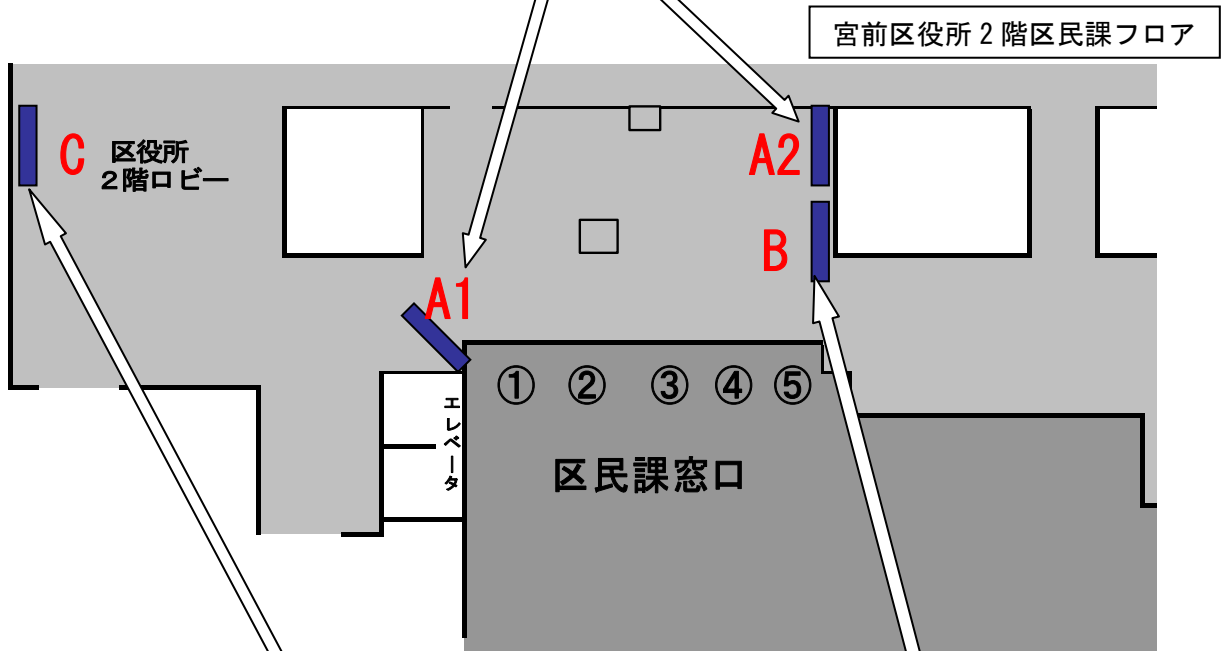 宮前区役所２階区民課フロア
C
区役所
２階ロビー
A2
B
A1
① ② ③ ④ ⑤
エレベータ
区民課窓口